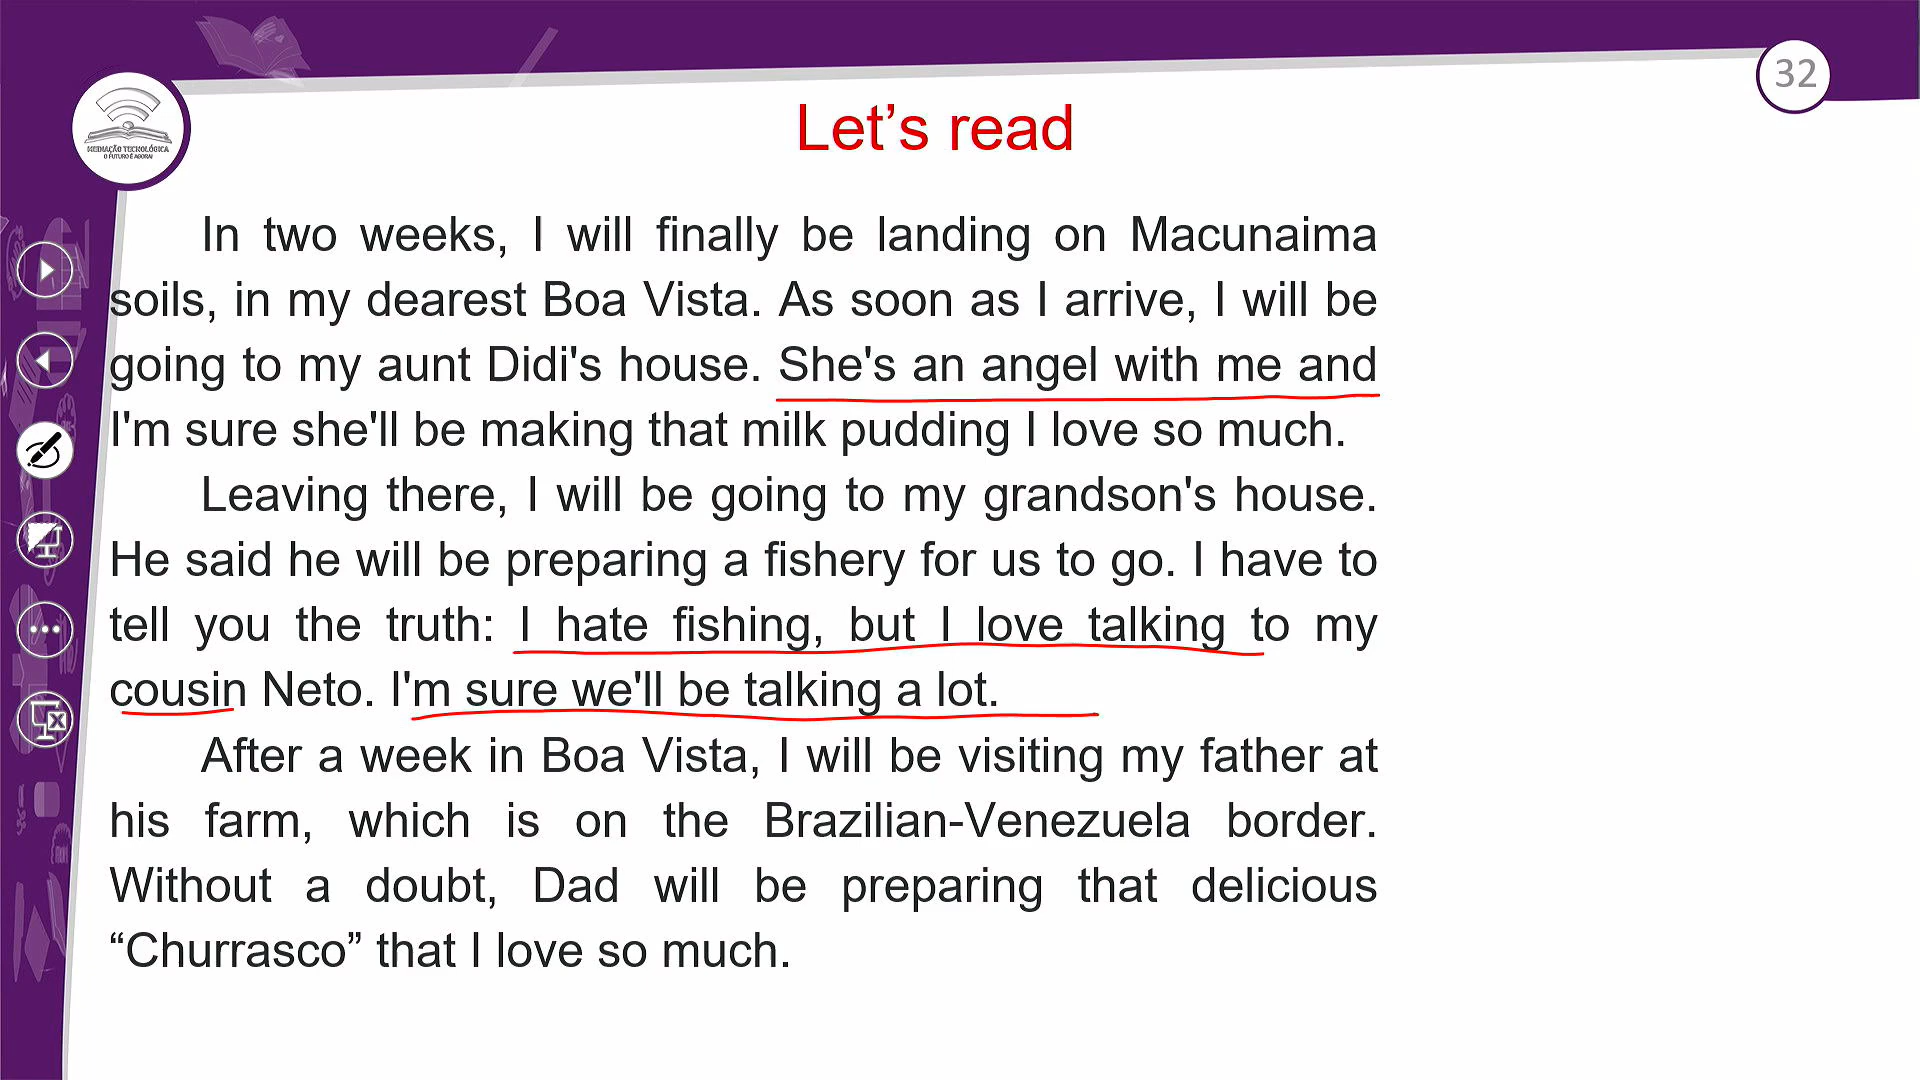 32
MEDIAÇÃO TECNOLÓGICA
O FUTURO É AGORA!
Let’s read
In two weeks, I will finally be landing on Macunaima
soils, in my dearest Boa Vista. As soon as I arrive, I will be
going to my aunt Didi's house. She's an angel with me and
I'm sure she'll be making that milk pudding I love so much.
Leaving there, I will be going to my grandson's house.
He said he will be preparing a fishery for us to go. I have to
tell you the truth: I hate fishing, but I love talking to my
cousin Neto. I'm sure we'll be talking a lot.
After a week in Boa Vista, I will be visiting my father at
his farm, which is on the Brazilian-Venezuela border.
Without a doubt, Dad will be preparing that delicious
“Churrasco” that I love so much.